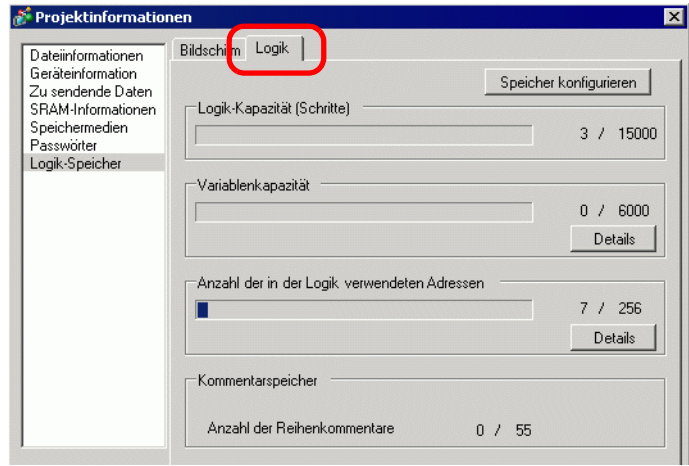 Projektinformationen
Dateiinformationen
Geräteinformation
Zu sendende Daten
SRAM-Informationen
Speichermedien
Passwörter
Logik-Speicher
Bildschirm Logik
Speicher konfigurieren
Logik-Kapazität (Schritte)
3 / 15000
Variablenkapazität
0 / 6000
Details
Anzahl der in der Logik verwendeten Adressen
7 / 256
Details
Kommentarspeicher
Anzahl der Reihenkommentare 0 / 55